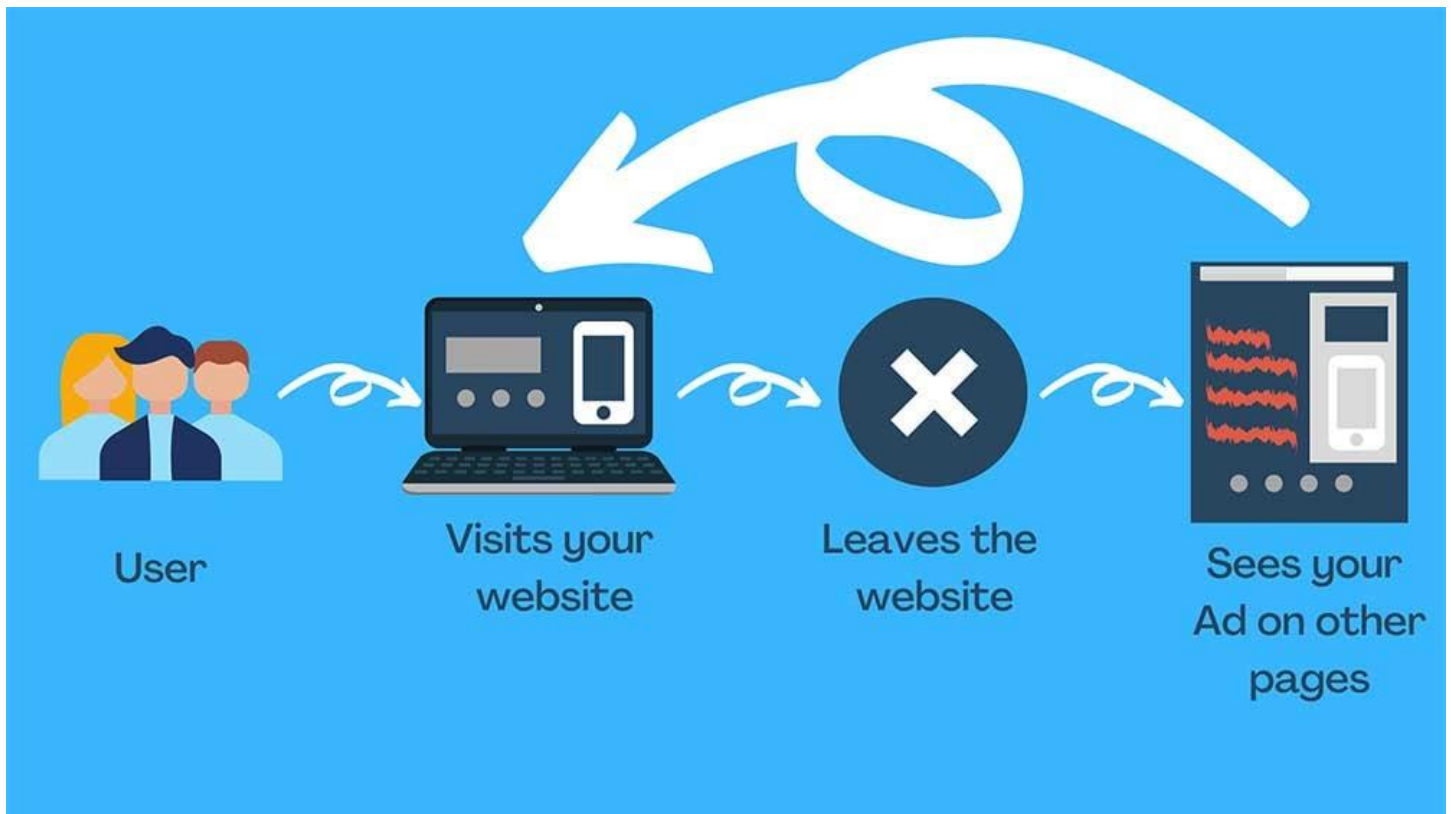 User
Visits your
website
Leaves the
website
Sees your
Ad on other
pages